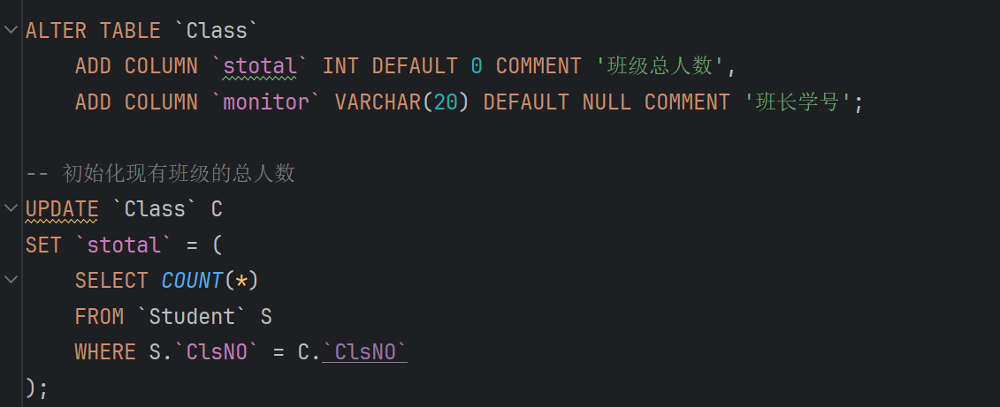 ALTER TABLE `Class`
    ADD COLUMN `stotal` INT DEFAULT 0 COMMENT '班级总人数',
    ADD COLUMN `monitor` VARCHAR(20) DEFAULT NULL COMMENT '班长学号';
-- 初始化现有班级的总人数
UPDATE `Class` C
SET `stotal` = (
    SELECT COUNT(*)
    FROM `Student` S
    WHERE S.`ClsNO` = C.`ClsNO`
);